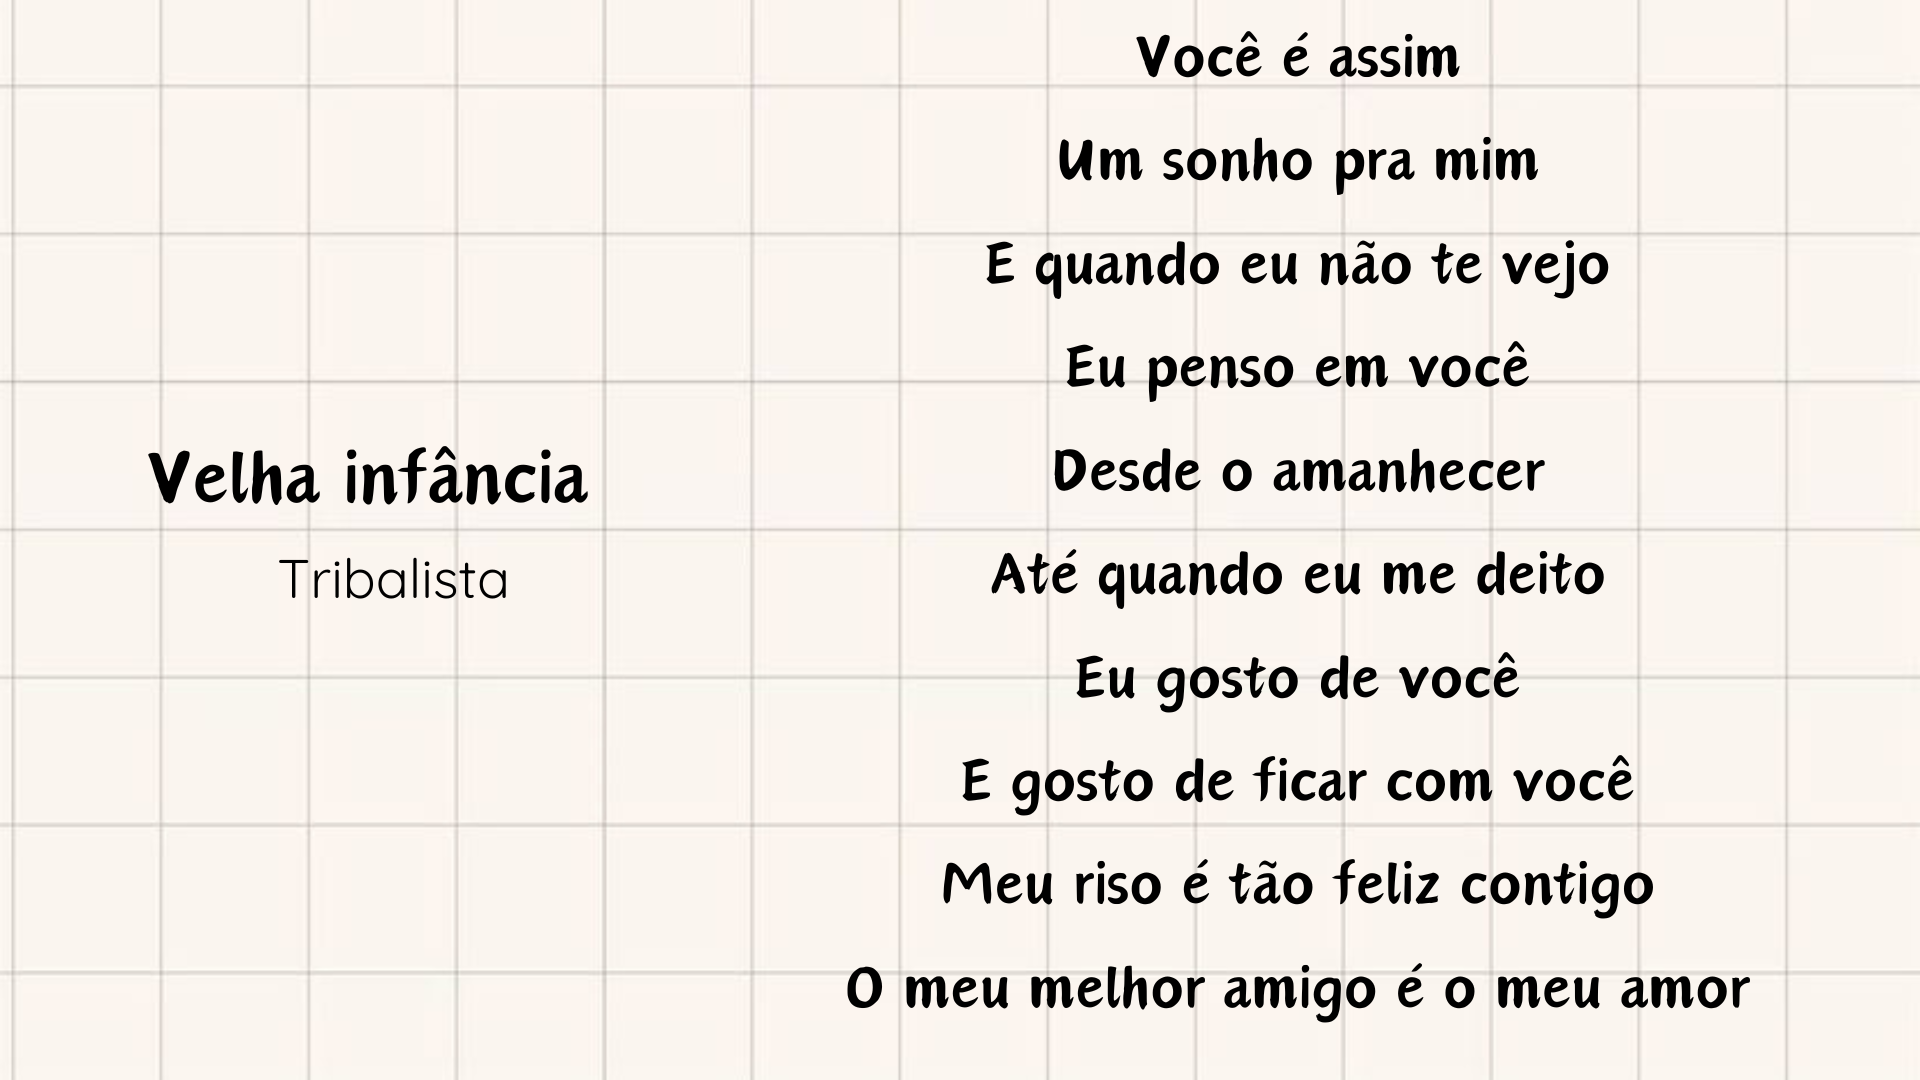 Velha infância
Tribalista
Você é assim
Um sonho pra mim
E quando eu não te vejo
Eu penso em você
Desde o amanhecer
Até quando eu me deito
Eu gosto de você
E gosto de ficar com você
Meu riso é tão feliz contigo
O meu melhor amigo é o meu amor